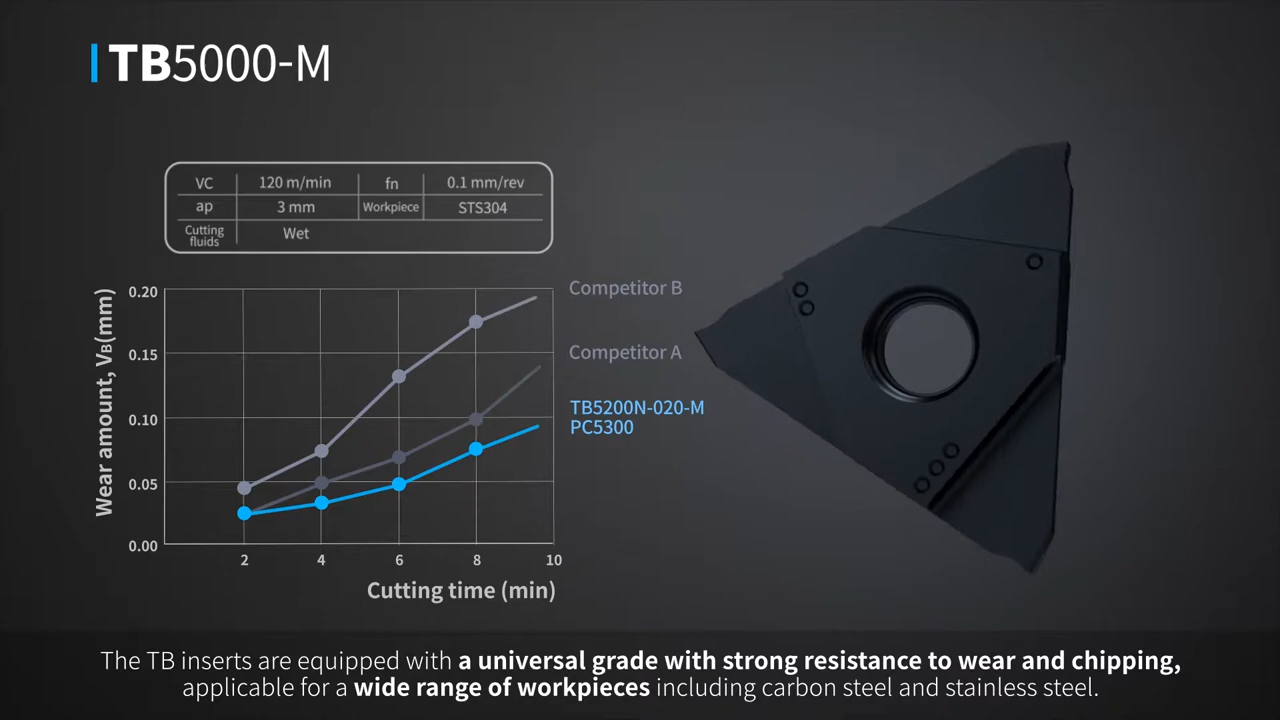 TB5000-M
VC 120 m/min fn 0.1 mm/rev
ap 3 mm Workpiece STS304
Cutting fluids Wet
Wear amount, VB(mm)
0.20
0.15
0.10
0.05
0.00
2 4 6 8 10
Cutting time (min)
Competitor B
Competitor A
TB5200N-020-M
PC5300
The TB inserts are equipped with a universal grade with strong resistance to wear and chipping,
applicable for a wide range of workpieces including carbon steel and stainless steel.